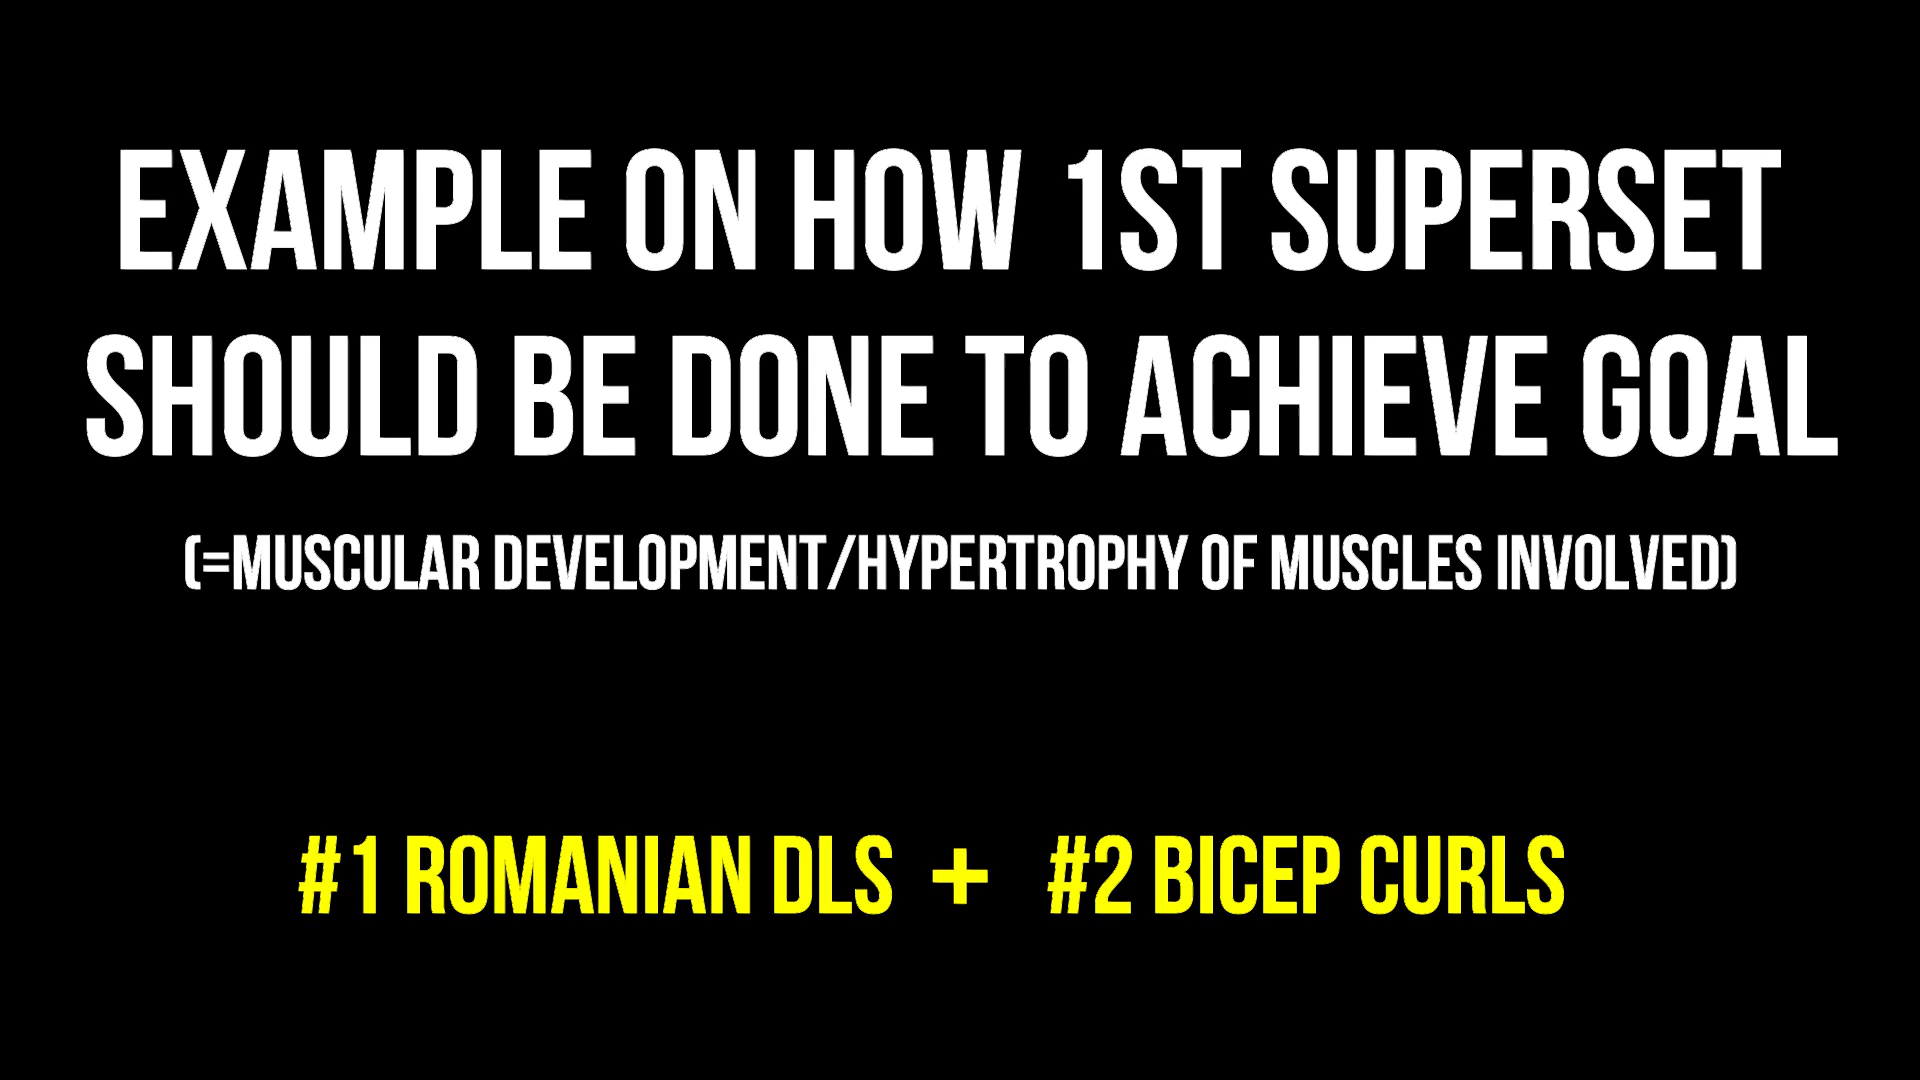 EXAMPLE ON HOW 1ST SUPERSET
SHOULD BE DONE TO ACHIEVE GOAL
(=MUSCULAR DEVELOPMENT/HYPERTROPHY OF MUSCLES INVOLVED)
#1 ROMANIAN DLS + #2 BICEP CURLS